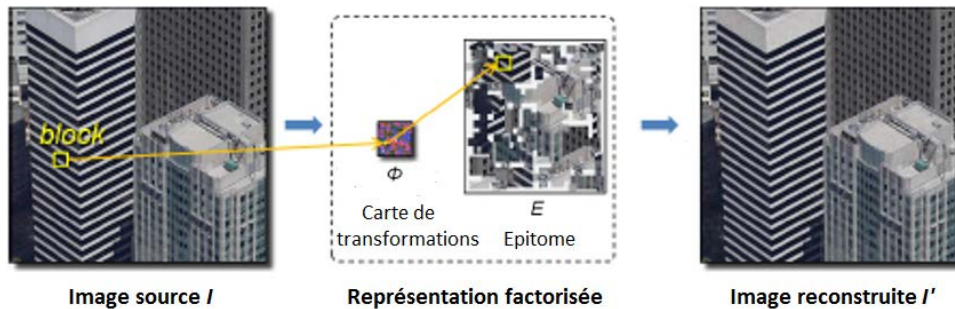 block
Φ
E
Carte de
transformations
Epitome
Image source I
Représentation factorisée
Image reconstruite I'